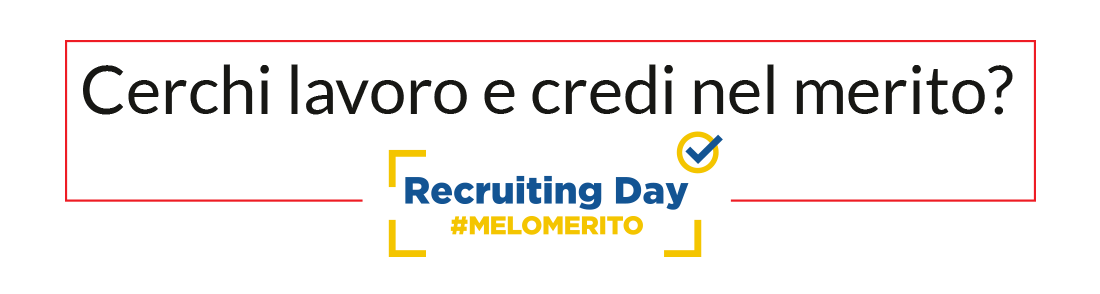 Cerchi lavoro e credi nel merito?
Recruiting Day
#MELOMERITO